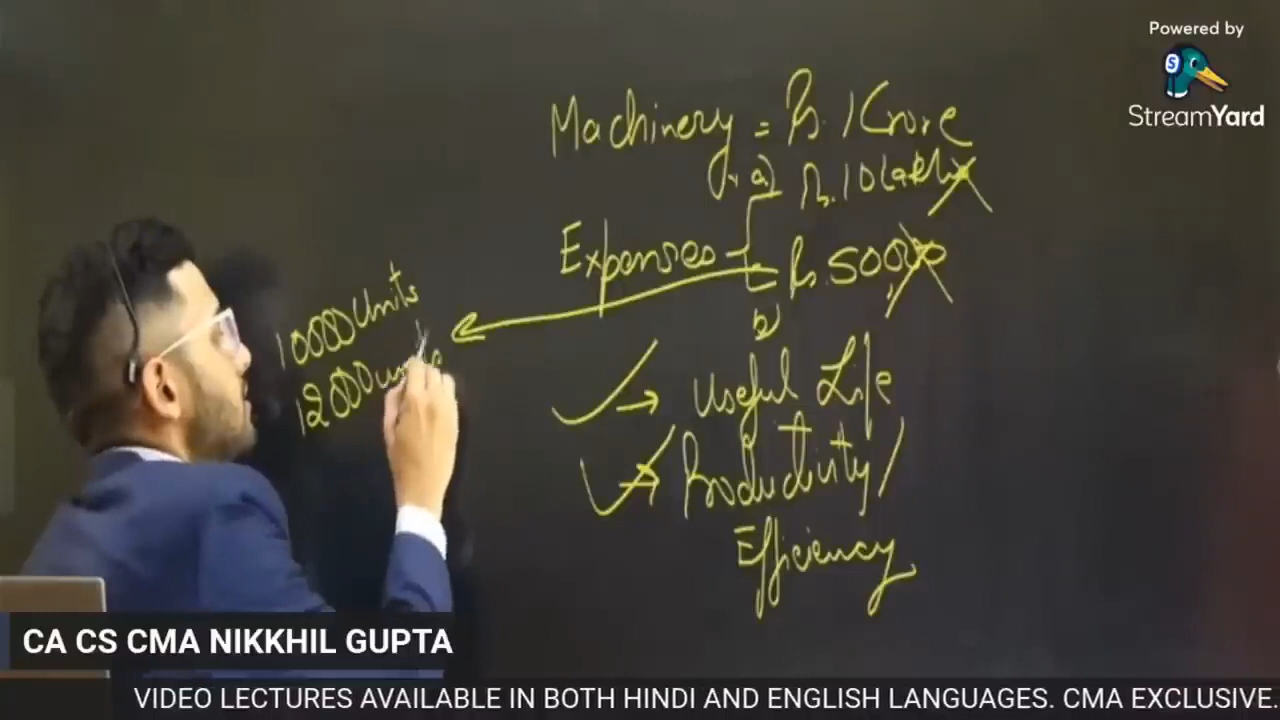 Powered by
StreamYard
Machinery = Rs. 1 Crore
a) Rs. 10 Lakh
Expenses
Rs. 5000
b)
10000 Units
12000 units
→ Useful Life
→ Productivity/
Efficiency
CA CS CMA NIKKHIL GUPTA
VIDEO LECTURES AVAILABLE IN BOTH HINDI AND ENGLISH LANGUAGES. CMA EXCLUSIVE.